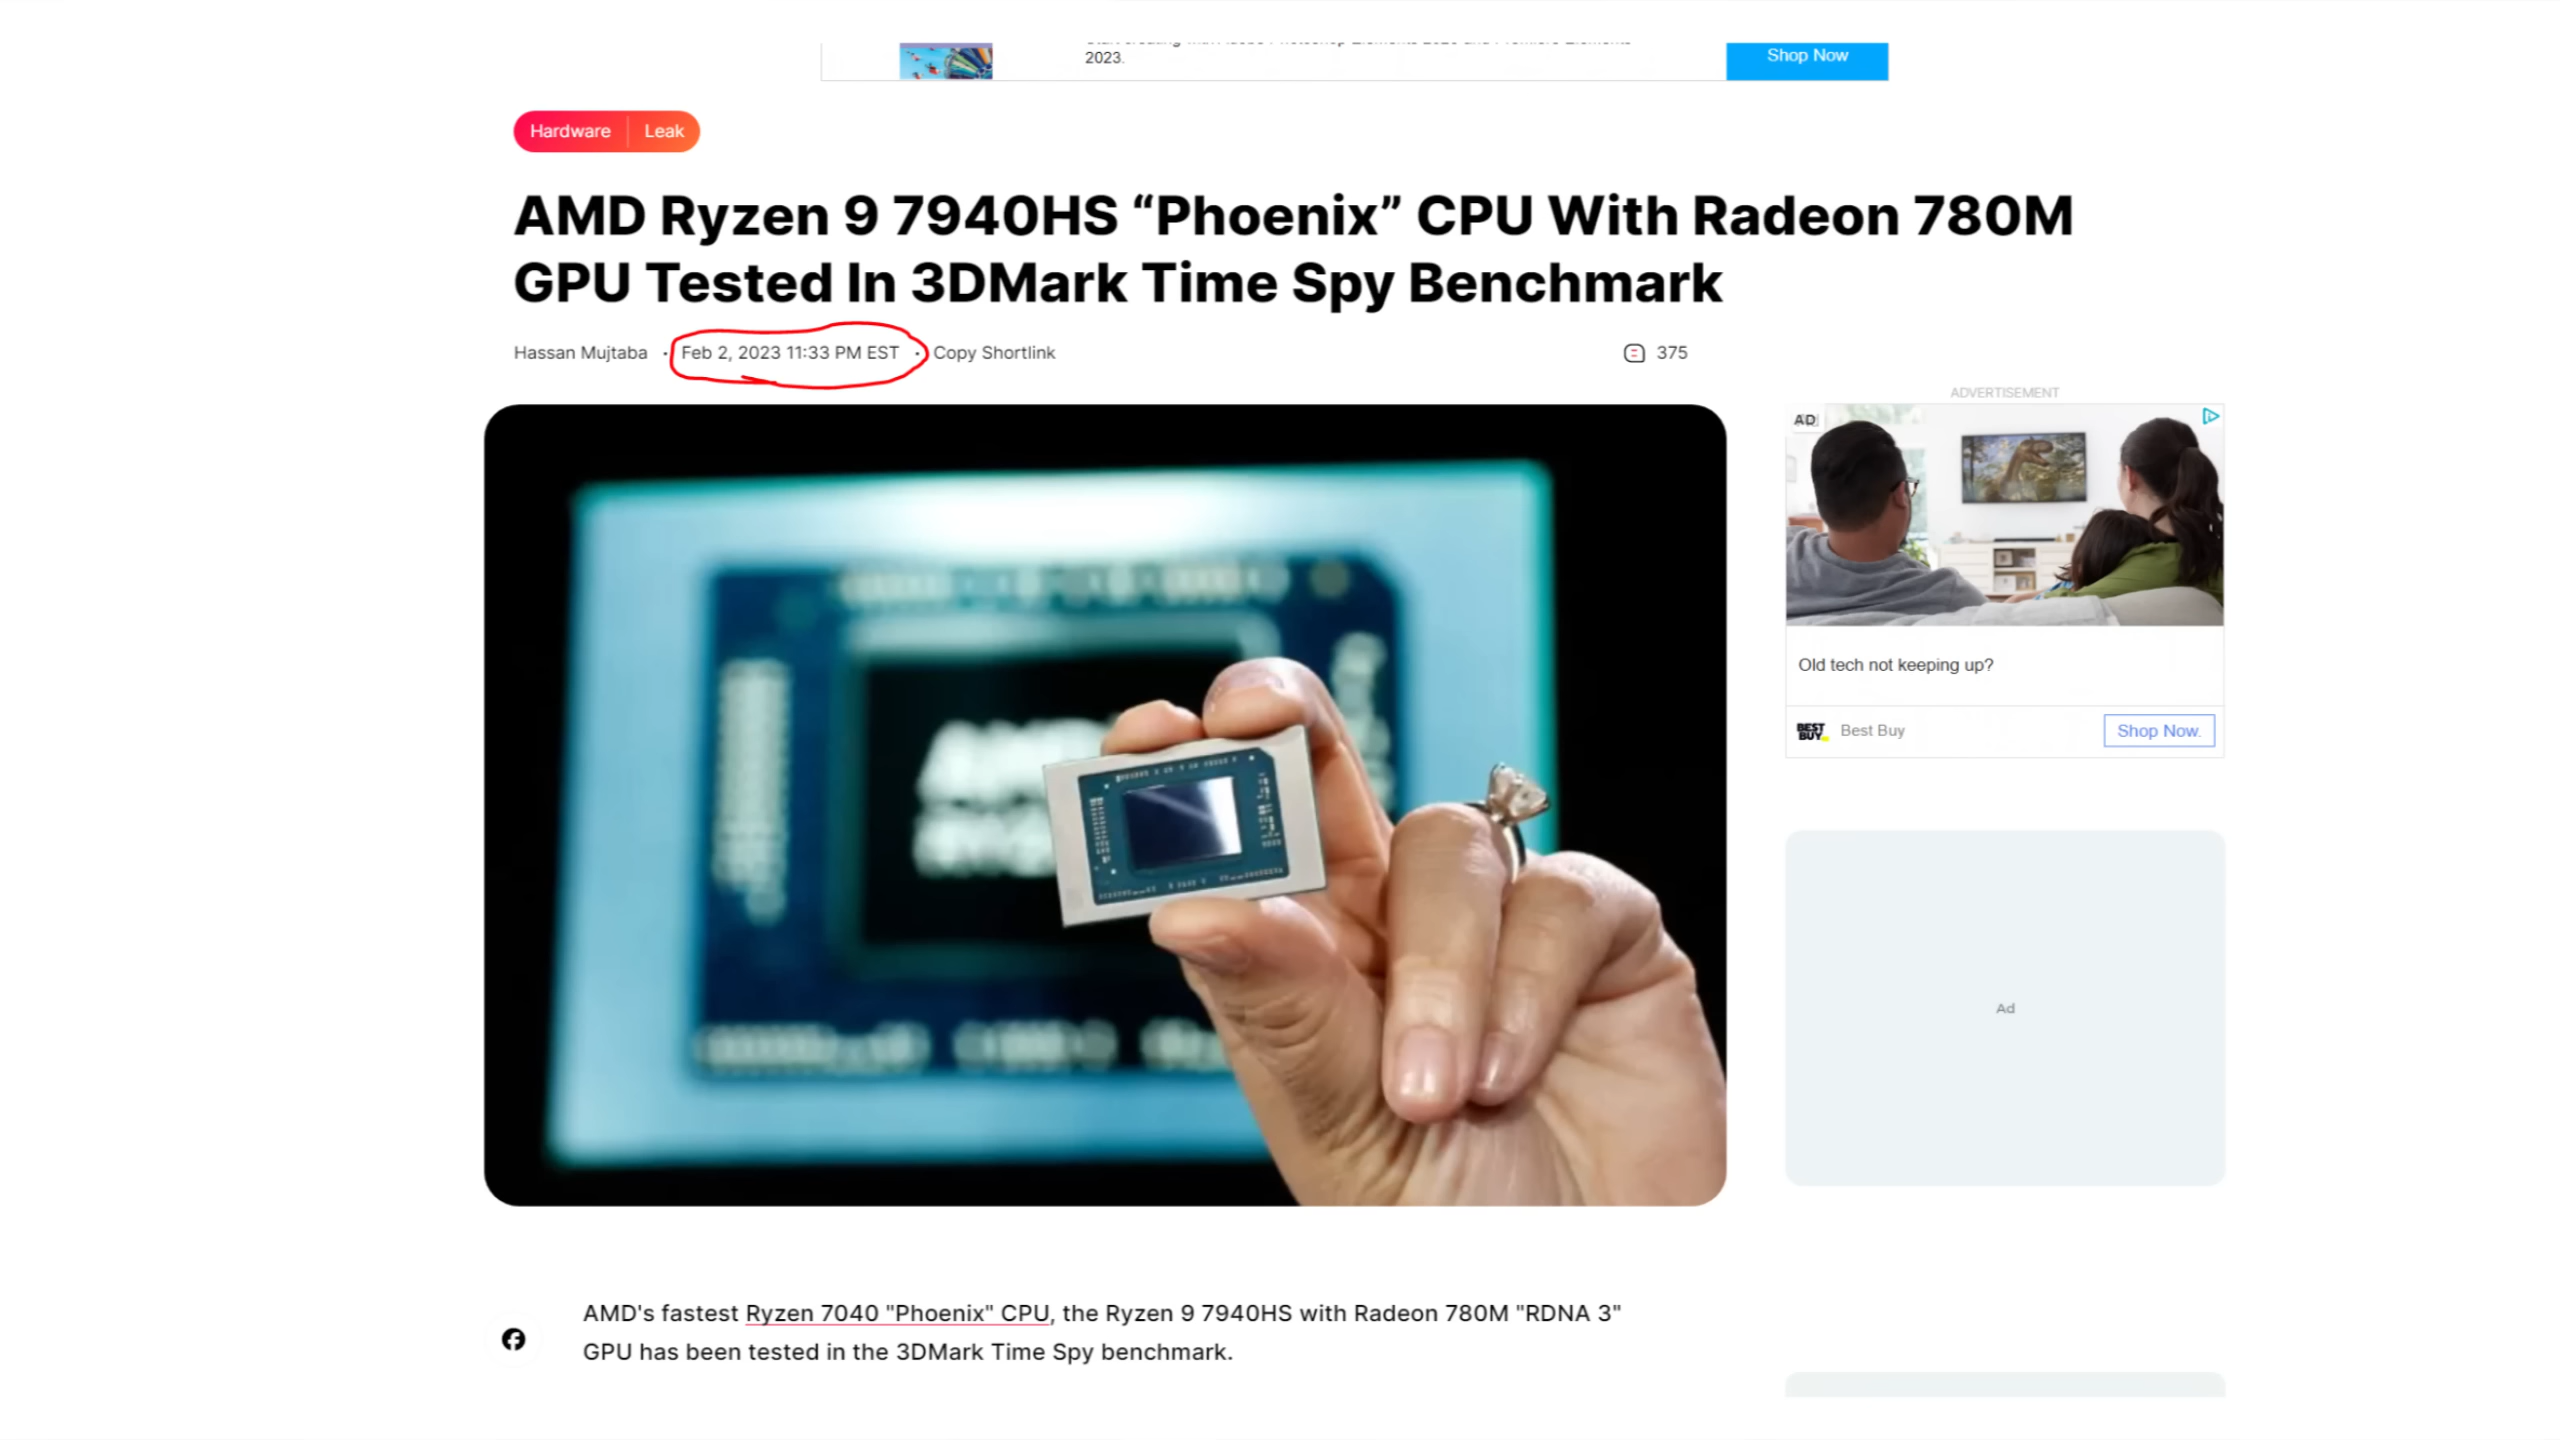 2023.
Shop Now
Hardware
Leak
AMD Ryzen 9 7940HS “Phoenix” CPU With Radeon 780M
GPU Tested In 3DMark Time Spy Benchmark
Hassan Mujtaba • Feb 2, 2023 11:33 PM EST • Copy Shortlink
375
ADVERTISEMENT
AD
Old tech not keeping up?
BEST BUY
Best Buy
Shop Now.
Ad
AMD's fastest Ryzen 7040 "Phoenix" CPU, the Ryzen 9 7940HS with Radeon 780M "RDNA 3"
GPU has been tested in the 3DMark Time Spy benchmark.